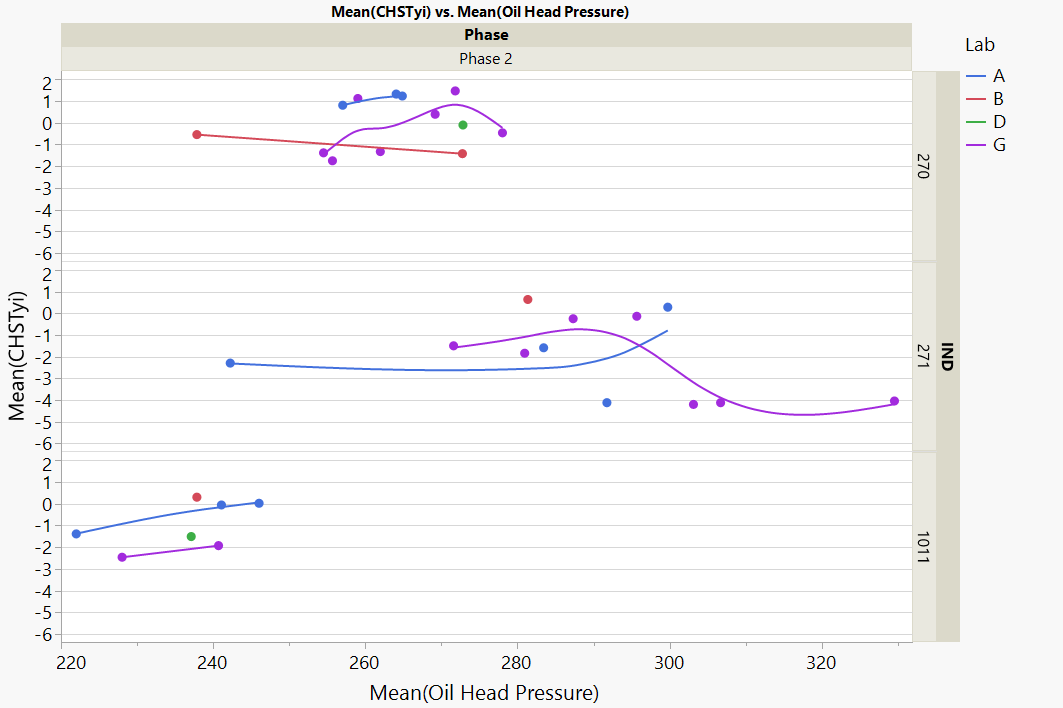 Mean(CHSTyi) vs. Mean(Oil Head Pressure)
Phase
Phase 2
Lab
A
B
D
G
2
1
0
-1
-2
-3
-4
-5
-6
270
2
1
0
-1
-2
-3
-4
-5
-6
271
IND
Mean(CHSTyi)
2
1
0
-1
-2
-3
-4
-5
-6
1011
220 240 260 280 300 320
Mean(Oil Head Pressure)